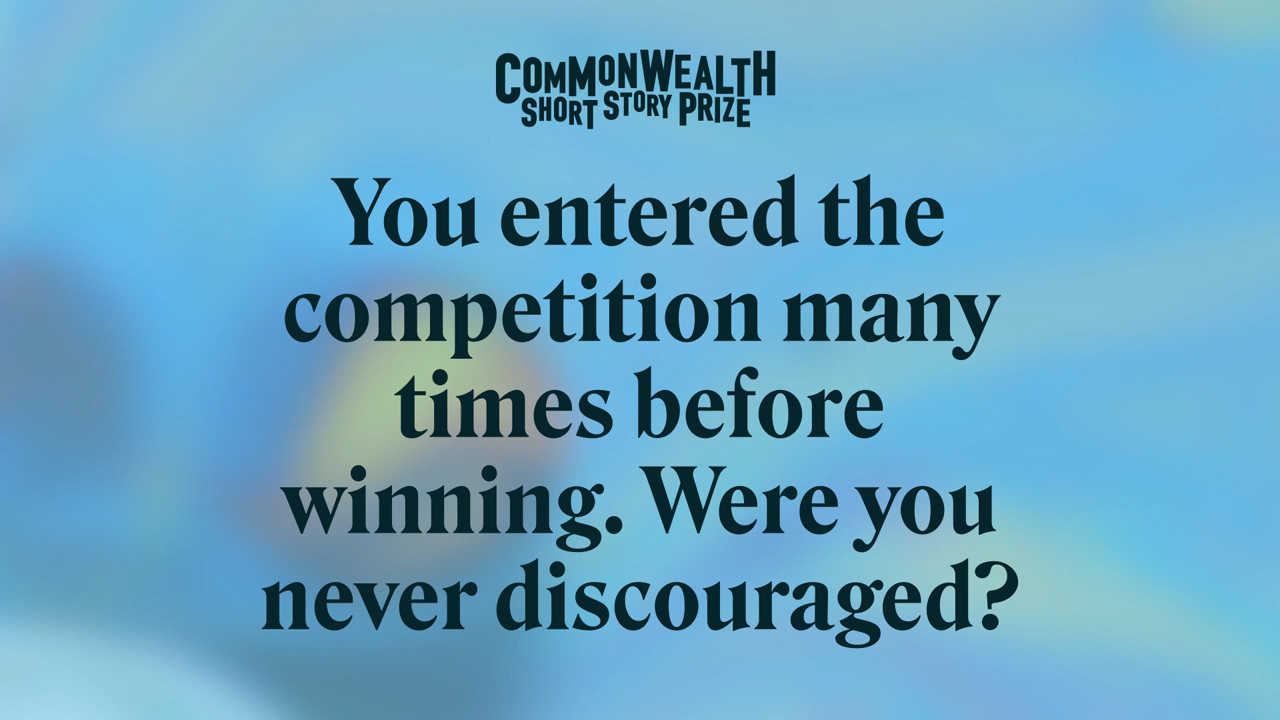 COMMONWEALTH
SHORT STORY PRIZE
You entered the
competition many
times before
winning. Were you
never discouraged?